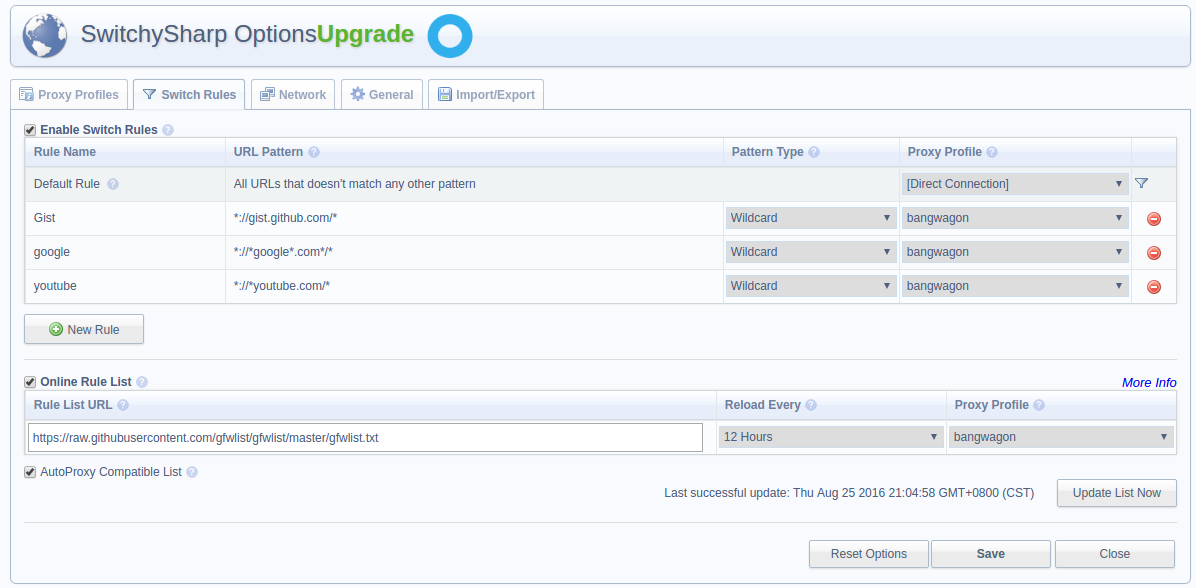 SwitchySharp OptionsUpgrade
Proxy Profiles Switch Rules Network General Import/Export
Enable Switch Rules ?
Rule Name URL Pattern ? Pattern Type ? Proxy Profile ?
Default Rule ? All URLs that doesn't match any other pattern [Direct Connection]
Gist *://gist.github.com/* Wildcard bangwagon
google *://*google*.com*/* Wildcard bangwagon
youtube *://*youtube.com/* Wildcard bangwagon
New Rule
Online Rule List ? More Info
Rule List URL ? Reload Every ? Proxy Profile ?
https://raw.githubusercontent.com/gfwlist/gfwlist/master/gfwlist.txt 12 Hours bangwagon
AutoProxy Compatible List ?
Last successful update: Thu Aug 25 2016 21:04:58 GMT+0800 (CST) Update List Now
Reset Options Save Close